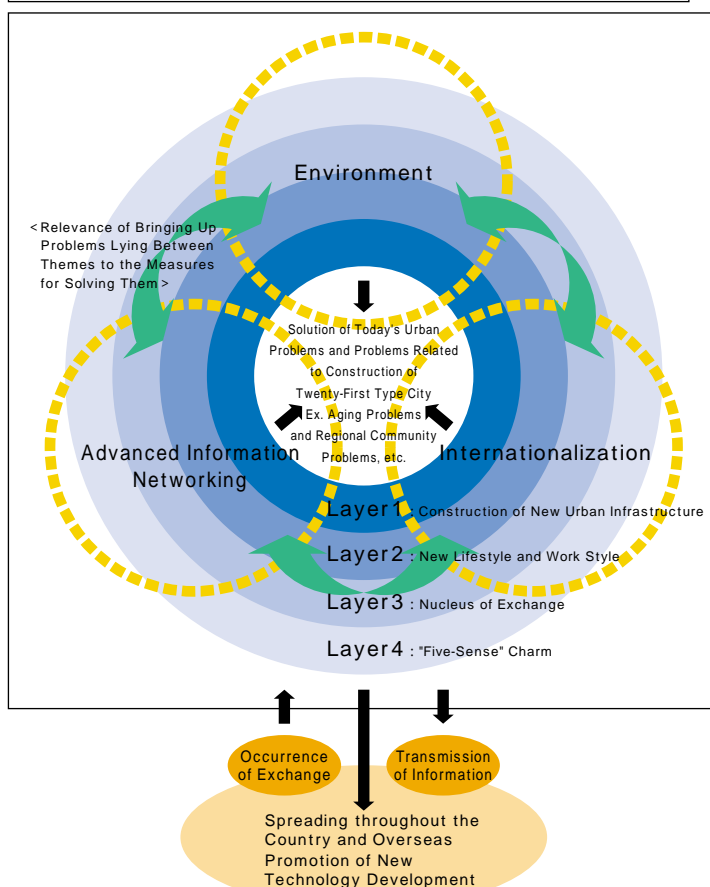 Environment
<Relevance of Bringing Up
Problems Lying Between
Themes to the Measures
for Solving Them>
Solution of Today's Urban
Problems and Problems Related
to Construction of
Twenty-First Type City
Ex. Aging Problems
and Regional Community
Problems, etc.
Advanced Information
Networking
Internationalization
Layer1 : Construction of New Urban Infrastructure
Layer2 : New Lifestyle and Work Style
Layer3 : Nucleus of Exchange
Layer4 : "Five-Sense" Charm
Occurrence
of Exchange
Transmission
of Information
Spreading throughout the
Country and Overseas
Promotion of New
Technology Development